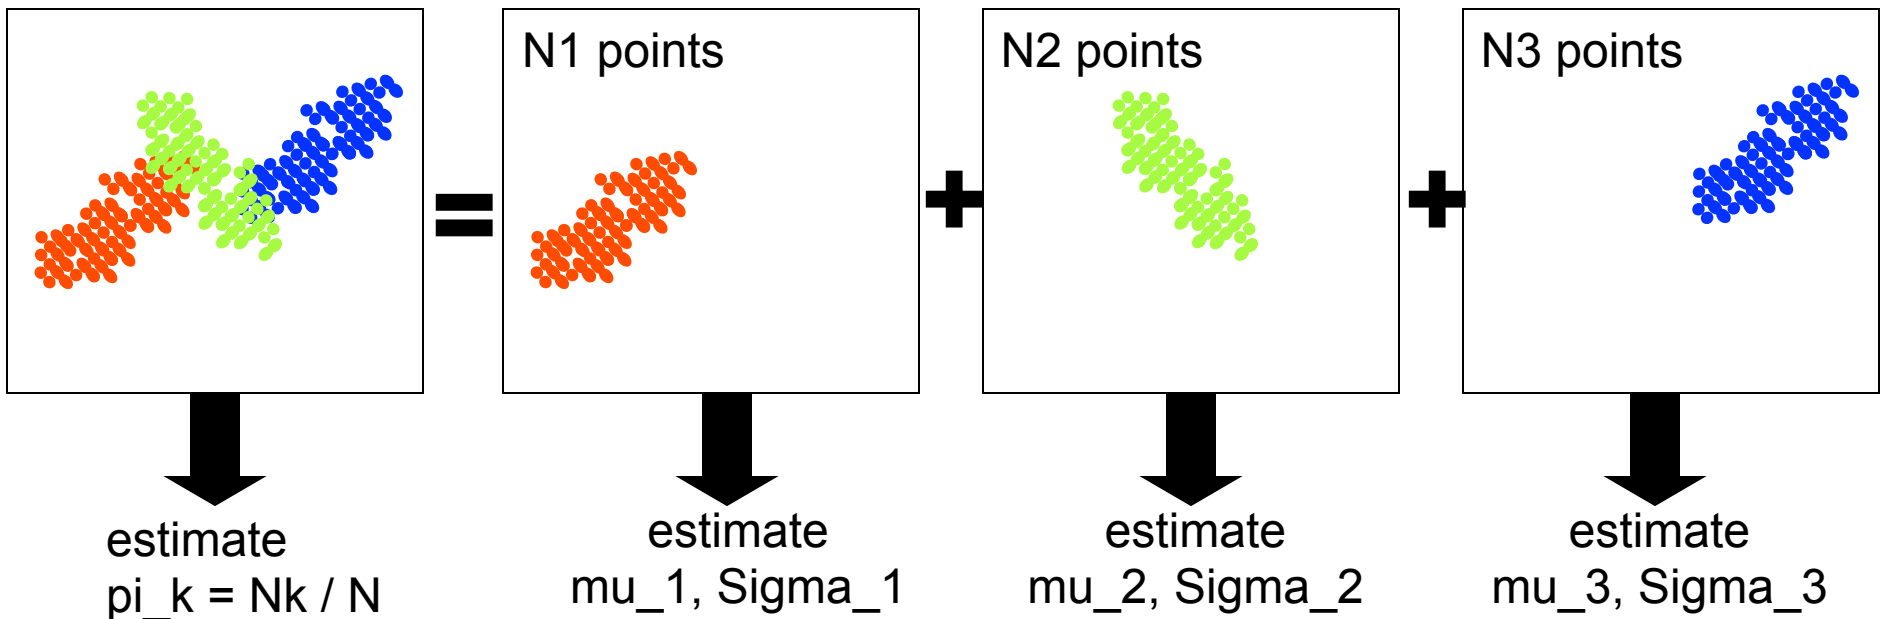 N1 points
N2 points
N3 points
estimate
pi_k = Nk / N
estimate
mu_1, Sigma_1
estimate
mu_2, Sigma_2
estimate
mu_3, Sigma_3